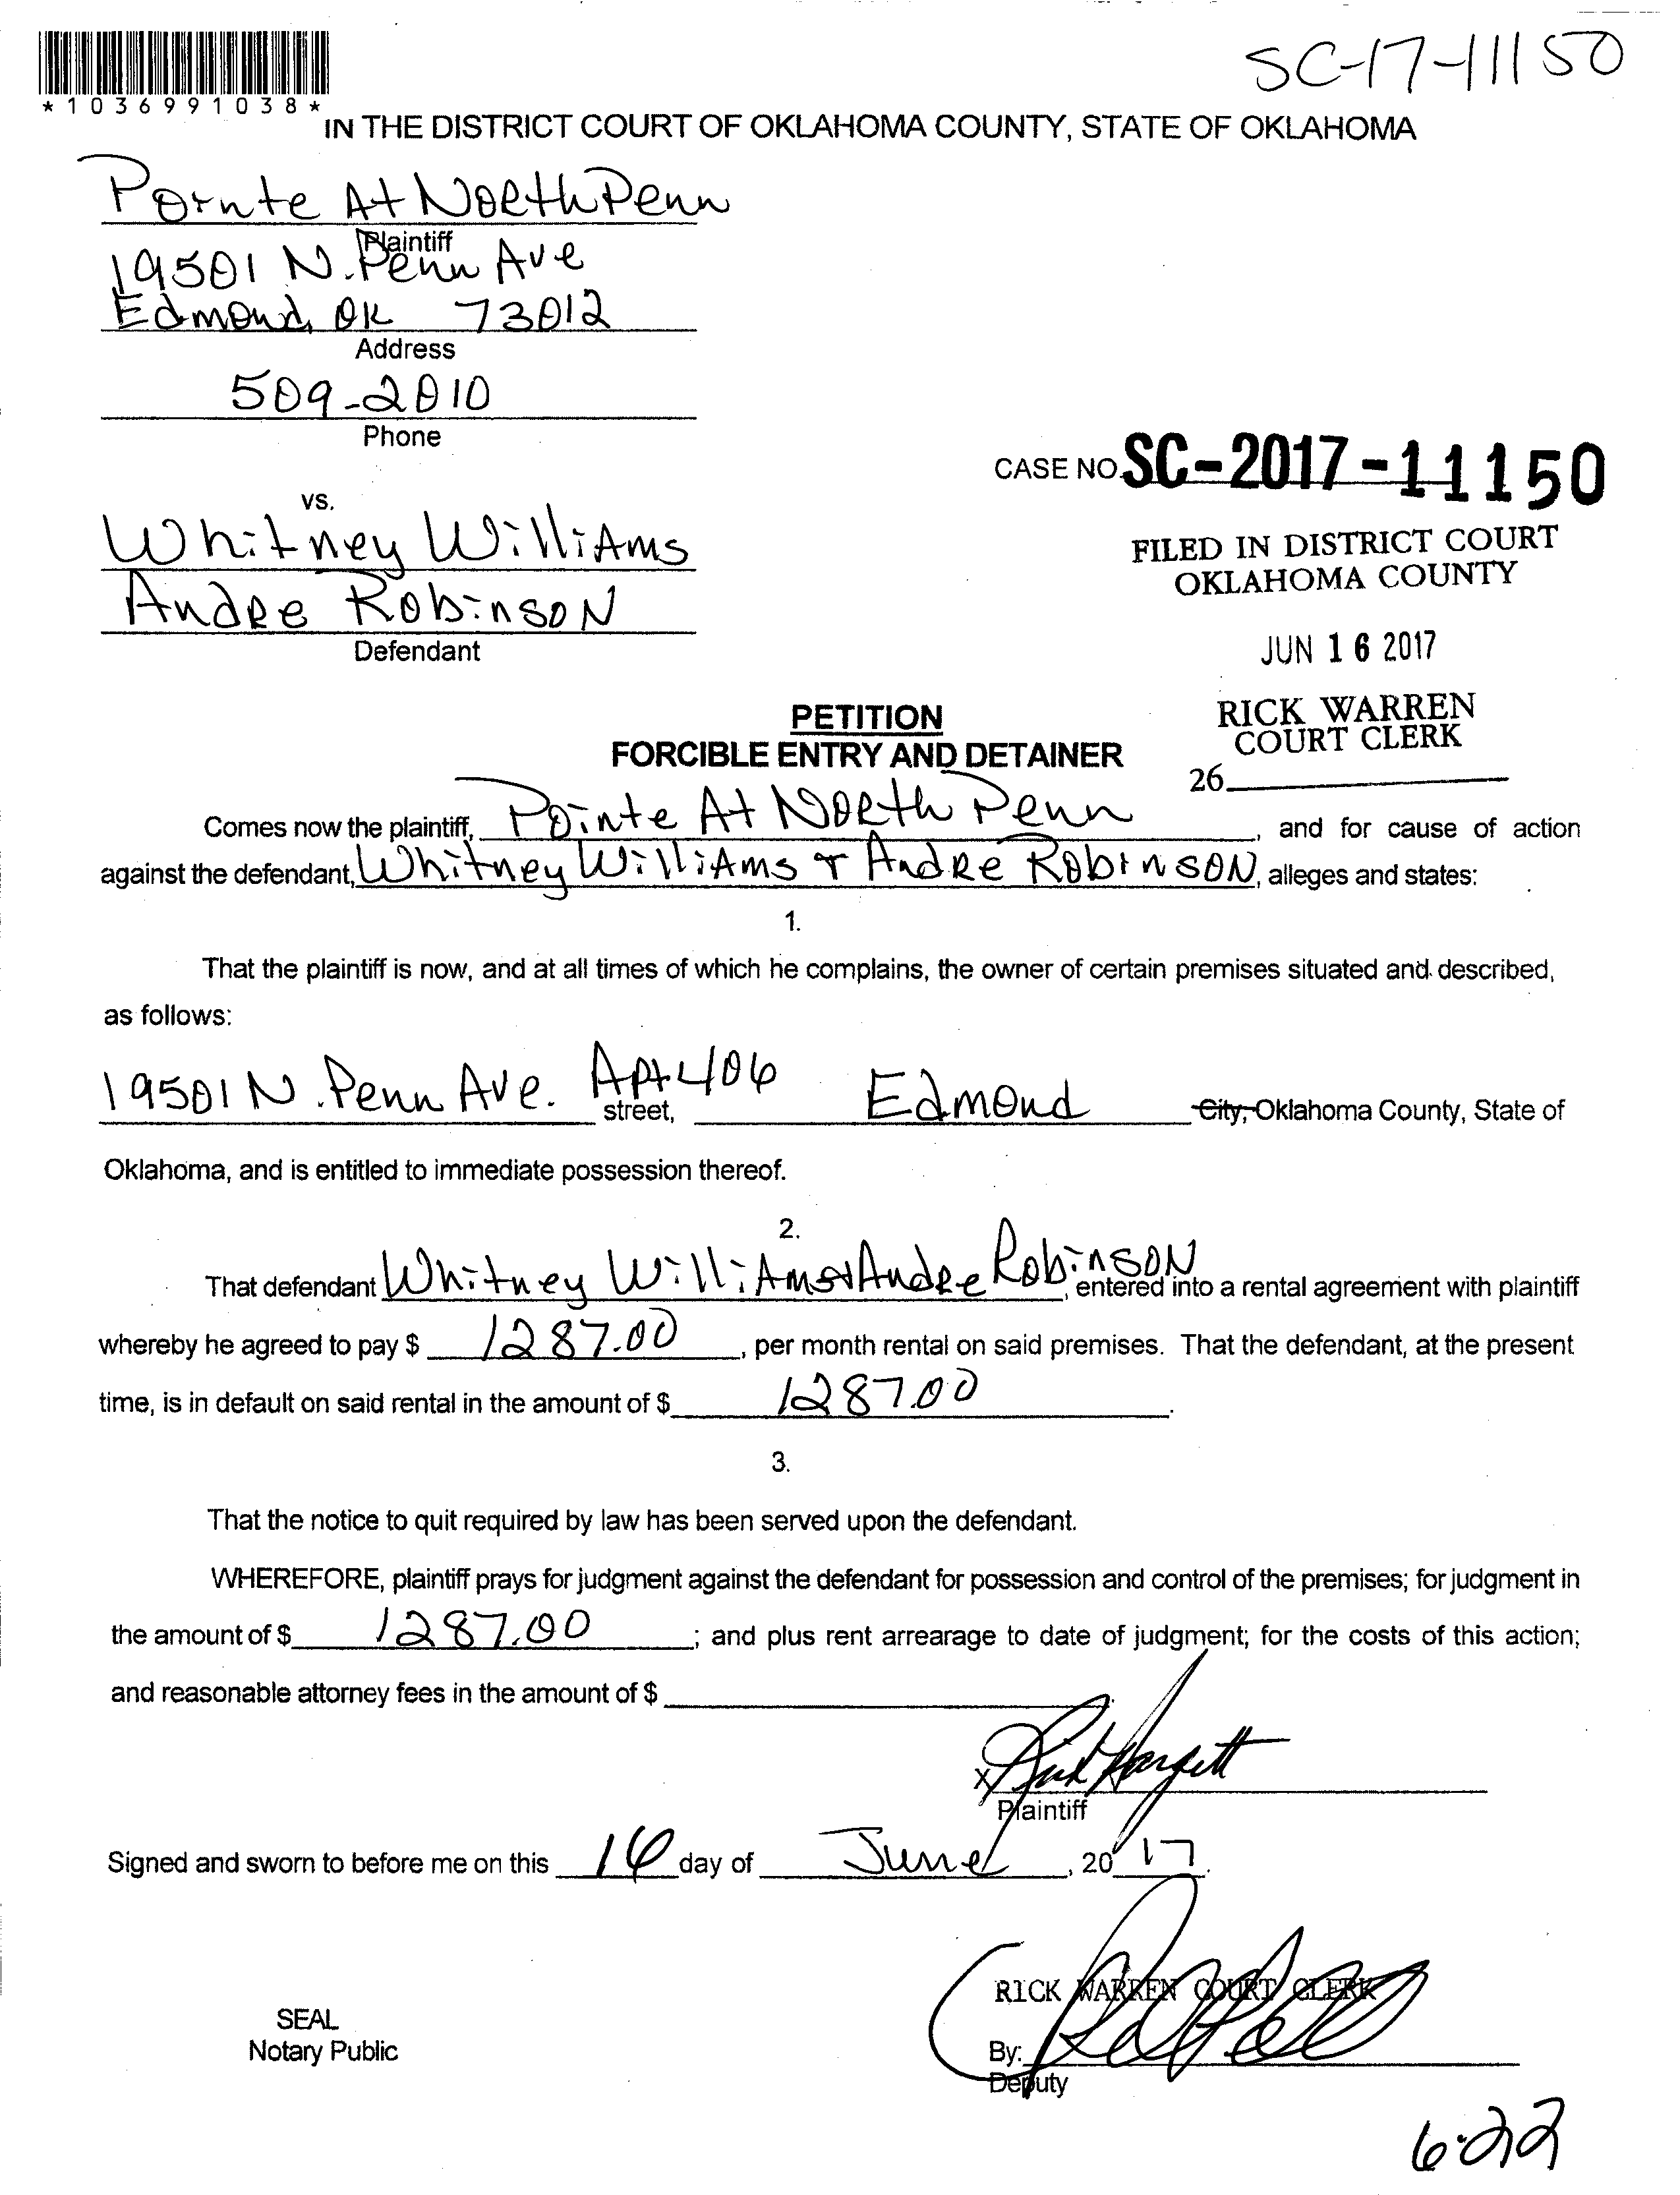 SC-17-11150
*1036991038*
IN THE DISTRICT COURT OF OKLAHOMA COUNTY, STATE OF OKLAHOMA
Pointe At North Penn
Plaintiff
19501 N. Penn Ave
Edmond, OK 73012
Address
509-2010
Phone
CASE NO. SC-2017-11150
vs.
Whitney Williams
FILED IN DISTRICT COURT
OKLAHOMA COUNTY
Andre Robinson
Defendant
JUN 16 2017
RICK WARREN
COURT CLERK
26
PETITION
FORCIBLE ENTRY AND DETAINER
Comes now the plaintiff, Pointe At North Penn, and for cause of action
against the defendant, Whitney Williams + Andre Robinson, alleges and states:
1.
That the plaintiff is now, and at all times of which he complains, the owner of certain premises situated and described,
as follows:
19501 N. Penn Ave. Apt 406 street, Edmond City, Oklahoma County, State of
Oklahoma, and is entitled to immediate possession thereof.
2.
That defendant Whitney Williams + Andre Robinson, entered into a rental agreement with plaintiff
whereby he agreed to pay $ 1287.00, per month rental on said premises. That the defendant, at the present
time, is in default on said rental in the amount of $ 1287.00.
3.
That the notice to quit required by law has been served upon the defendant.
WHEREFORE, plaintiff prays for judgment against the defendant for possession and control of the premises; for judgment in
the amount of $ 1287.00; and plus rent arrearage to date of judgment; for the costs of this action;
and reasonable attorney fees in the amount of $
X
Plaintiff
Signed and sworn to before me on this 16 day of June, 2017.
RICK WARREN COURT CLERK
SEAL
Notary Public
By:
Deputy
6-22